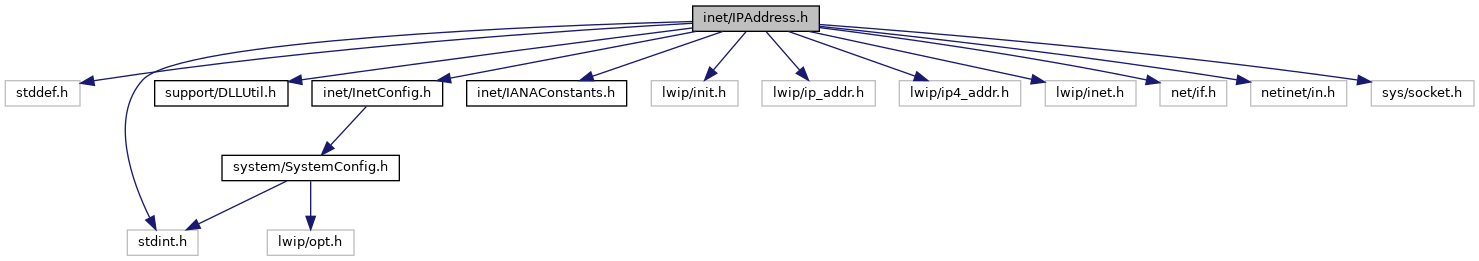 inet/IPAddress.h
stddef.h
support/DLLUtil.h
inet/InetConfig.h
inet/IANAConstants.h
lwip/init.h
lwip/ip_addr.h
lwip/ip4_addr.h
lwip/inet.h
net/if.h
netinet/in.h
sys/socket.h
system/SystemConfig.h
stdint.h
lwip/opt.h